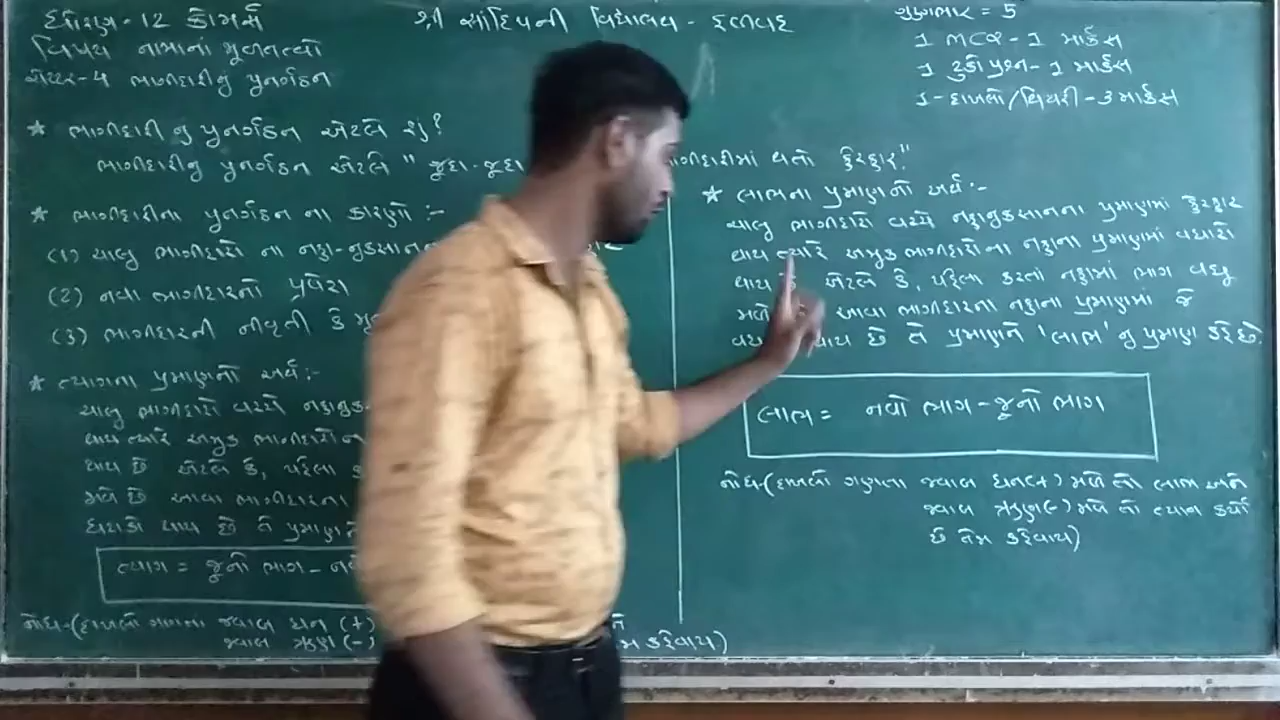 ધોરણ-12 કોમર્સ
વિષય નામાનાં મૂળતત્વો
ચેપ્ટર-4 ભાગીદારીનું પુનર્ગઠન
શ્રી સાંદિપની વિદ્યાલય - હળવદ
ગુણભાર = 5
1 MCQ - 1 માર્કસ
1 ટુંકો પ્રશ્ન - 1 માર્કસ
1 - દાખલો/થિયરી - 3 માર્કસ
* ભાગીદારી નું પુનર્ગઠન એટલે શું?
ભાગીદારીનું પુનર્ગઠન એટલે " જૂદા-જૂદા ભાગીદારીમાં થતો ફેરફાર."
* ભાગીદારીના પુનર્ગઠન ના કારણો :-
(1) ચાલુ ભાગીદારો ના નફા-નુકસાન
(2) નવા ભાગીદારનો પ્રવેશ
(3) ભાગીદારની નીવૃતી કે
* ત્યાગના પ્રમાણનો અર્થ:-
ચાલુ ભાગીદારો વચ્ચે નફાનુક
થાય ત્યારે અમુક ભાગીદારોના
થાય છે એટલે કે, પહેલા ક
મળે છે આવા ભાગીદારના
ઘટાડો થાય છે તે પ્રમાણને
ત્યાગ = જૂનો ભાગ - નવ
નોંધ-(દાખલો ગણતાં જવાબ ધન (+)
જવાબ ઋણ (-) કહેવાય)
* લાભના પ્રમાણનો અર્થ:-
ચાલુ ભાગીદારો વચ્ચે નફાનુકસાનના પ્રમાણમાં ફેરફાર
થાય ત્યારે અમુક ભાગીદારોના નફાના પ્રમાણમાં વધારો
થાય છે એટલે કે, પહેલા કરતાં નફામાં ભાગ વધુ
મળે આવા ભાગીદારના નફાના પ્રમાણમાં જે
થાય છે તે પ્રમાણને 'લાભ' નું પ્રમાણ કહે છે.
લાભ = નવો ભાગ - જૂનો ભાગ
નોંધ-(દાખલો ગણતા જવાબ ધન(+) મળે તો લાભ અને
જવાબ ઋણ(-) મળે તો ત્યાગ કર્યો
છે તેમ કહેવાય)